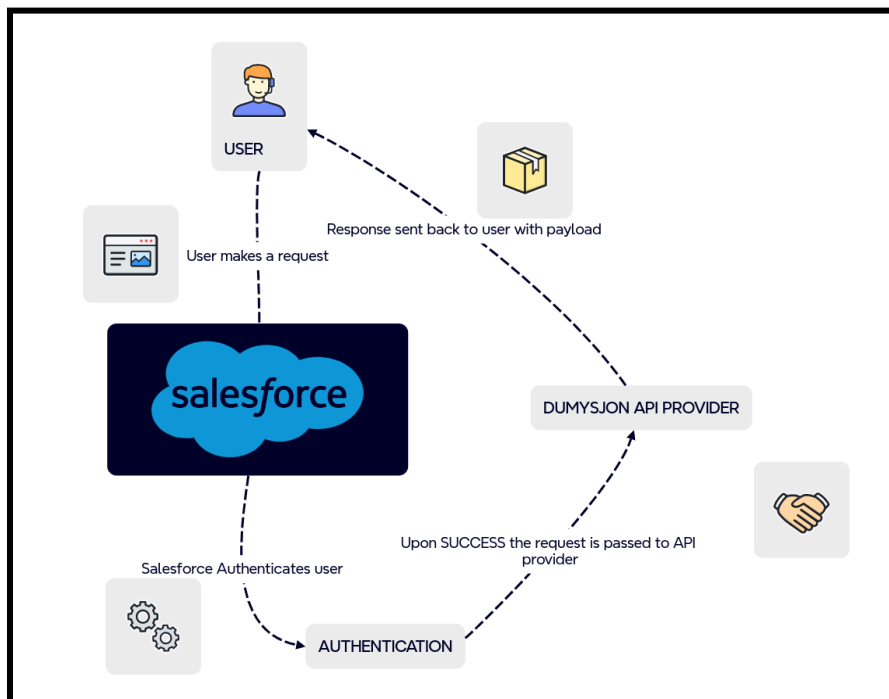 USER
Response sent back to user with payload
User makes a request
salesforce
DUMYSJON API PROVIDER
Upon SUCCESS the request is passed to API
provider
Salesforce Authenticates user
AUTHENTICATION